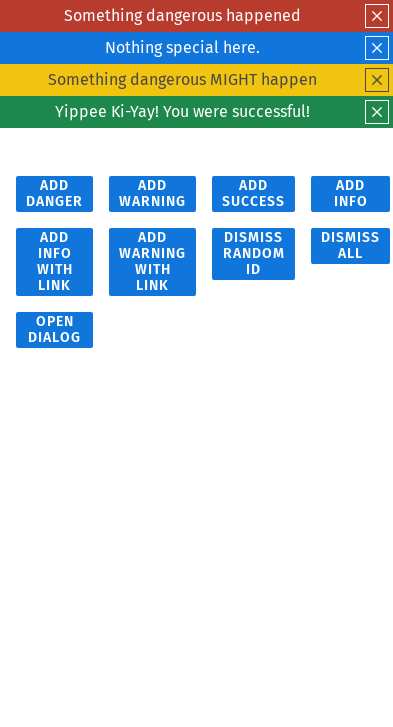 Something dangerous happened
Nothing special here.
Something dangerous MIGHT happen
Yippee Ki-Yay! You were successful!
ADD
DANGER
ADD
WARNING
ADD
SUCCESS
ADD
INFO
ADD
INFO
WITH
LINK
ADD
WARNING
WITH
LINK
DISMISS
RANDOM
ID
DISMISS
ALL
OPEN
DIALOG